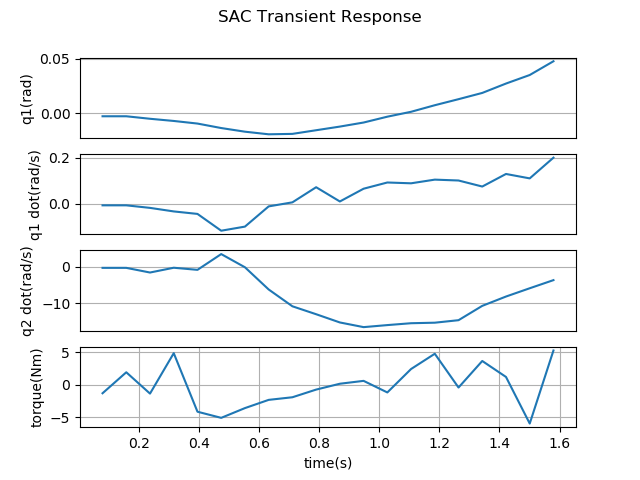 SAC Transient Response
0.05
0.00
q1(rad)
0.2
0.0
q1 dot(rad/s)
0
−10
q2 dot(rad/s)
5
0
−5
torque(Nm)
0.2 0.4 0.6 0.8 1.0 1.2 1.4 1.6
time(s)